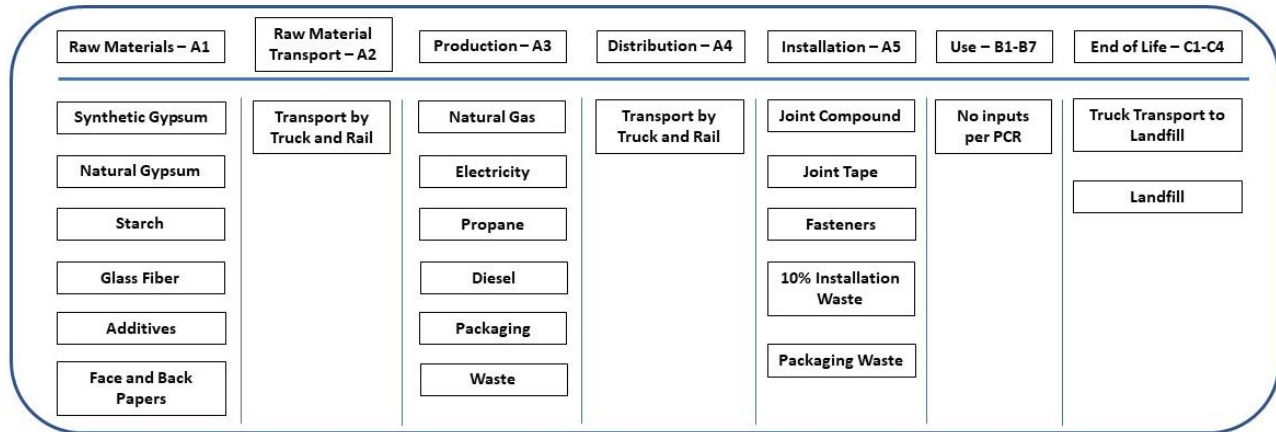 Raw Materials – A1
Raw Material
Transport – A2
Production – A3
Distribution – A4
Installation – A5
Use – B1-B7
End of Life – C1-C4
Synthetic Gypsum
Natural Gypsum
Starch
Glass Fiber
Additives
Face and Back
Papers
Transport by
Truck and Rail
Natural Gas
Electricity
Propane
Diesel
Packaging
Waste
Transport by
Truck and Rail
Joint Compound
Joint Tape
Fasteners
10% Installation
Waste
Packaging Waste
No inputs
per PCR
Truck Transport to
Landfill
Landfill